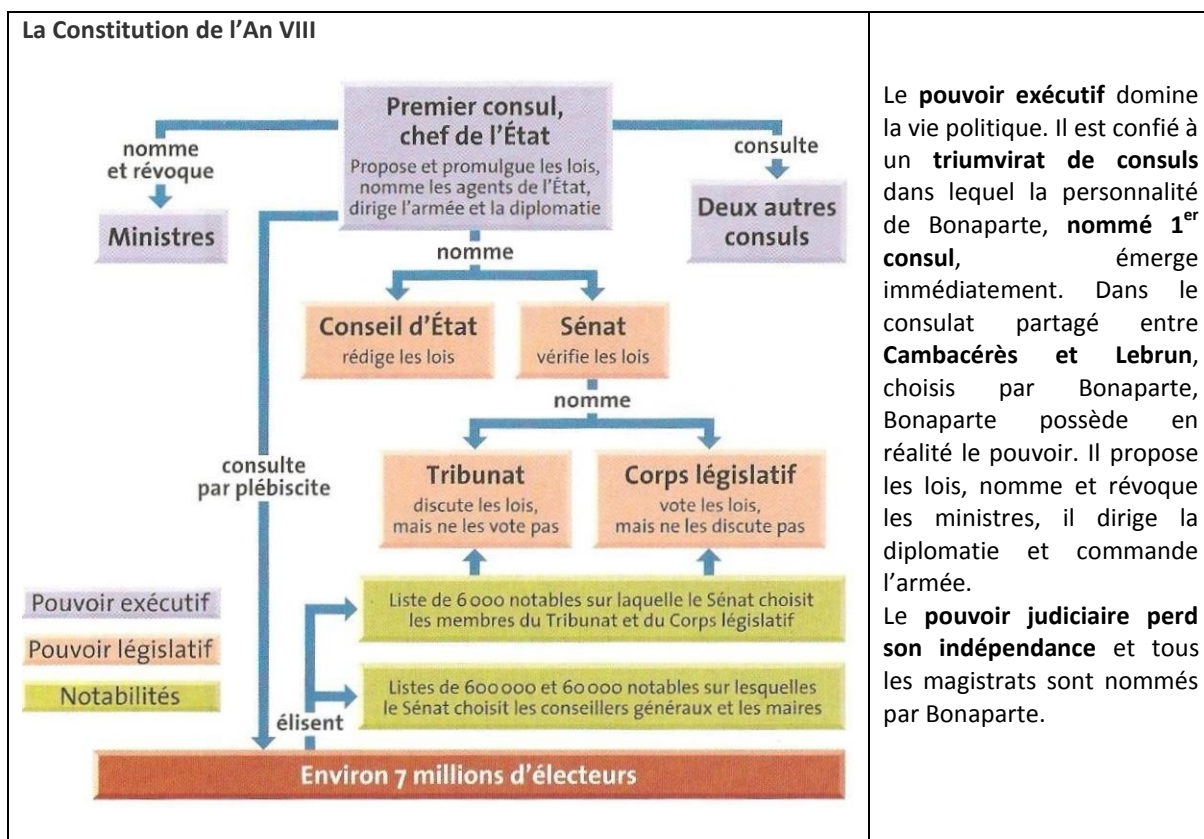 La Constitution de l’An VIII
Premier consul,
chef de l’État
Propose et promulgue les lois,
nomme les agents de l’État,
dirige l’armée et la diplomatie
nomme
et révoque
Ministres
consulte
Deux autres
consuls
nomme
Conseil d’État
rédige les lois
Sénat
vérifie les lois
nomme
consulte
par plébiscite
Tribunat
discute les lois,
mais ne les vote pas
Corps législatif
vote les lois,
mais ne les discute pas
Pouvoir exécutif
Pouvoir législatif
Notabilités
Liste de 6 000 notables sur laquelle le Sénat choisit
les membres du Tribunat et du Corps législatif
Listes de 600 000 et 60 000 notables sur lesquelles
le Sénat choisit les conseillers généraux et les maires
élisent
Environ 7 millions d’électeurs
Le pouvoir exécutif domine
la vie politique. Il est confié à
un triumvirat de consuls
dans lequel la personnalité
de Bonaparte, nommé 1er
consul, émerge
immédiatement. Dans le
consulat partagé entre
Cambacérès et Lebrun,
choisis par Bonaparte,
Bonaparte possède en
réalité le pouvoir. Il propose
les lois, nomme et révoque
les ministres, il dirige la
diplomatie et commande
l’armée.
Le pouvoir judiciaire perd
son indépendance et tous
les magistrats sont nommés
par Bonaparte.